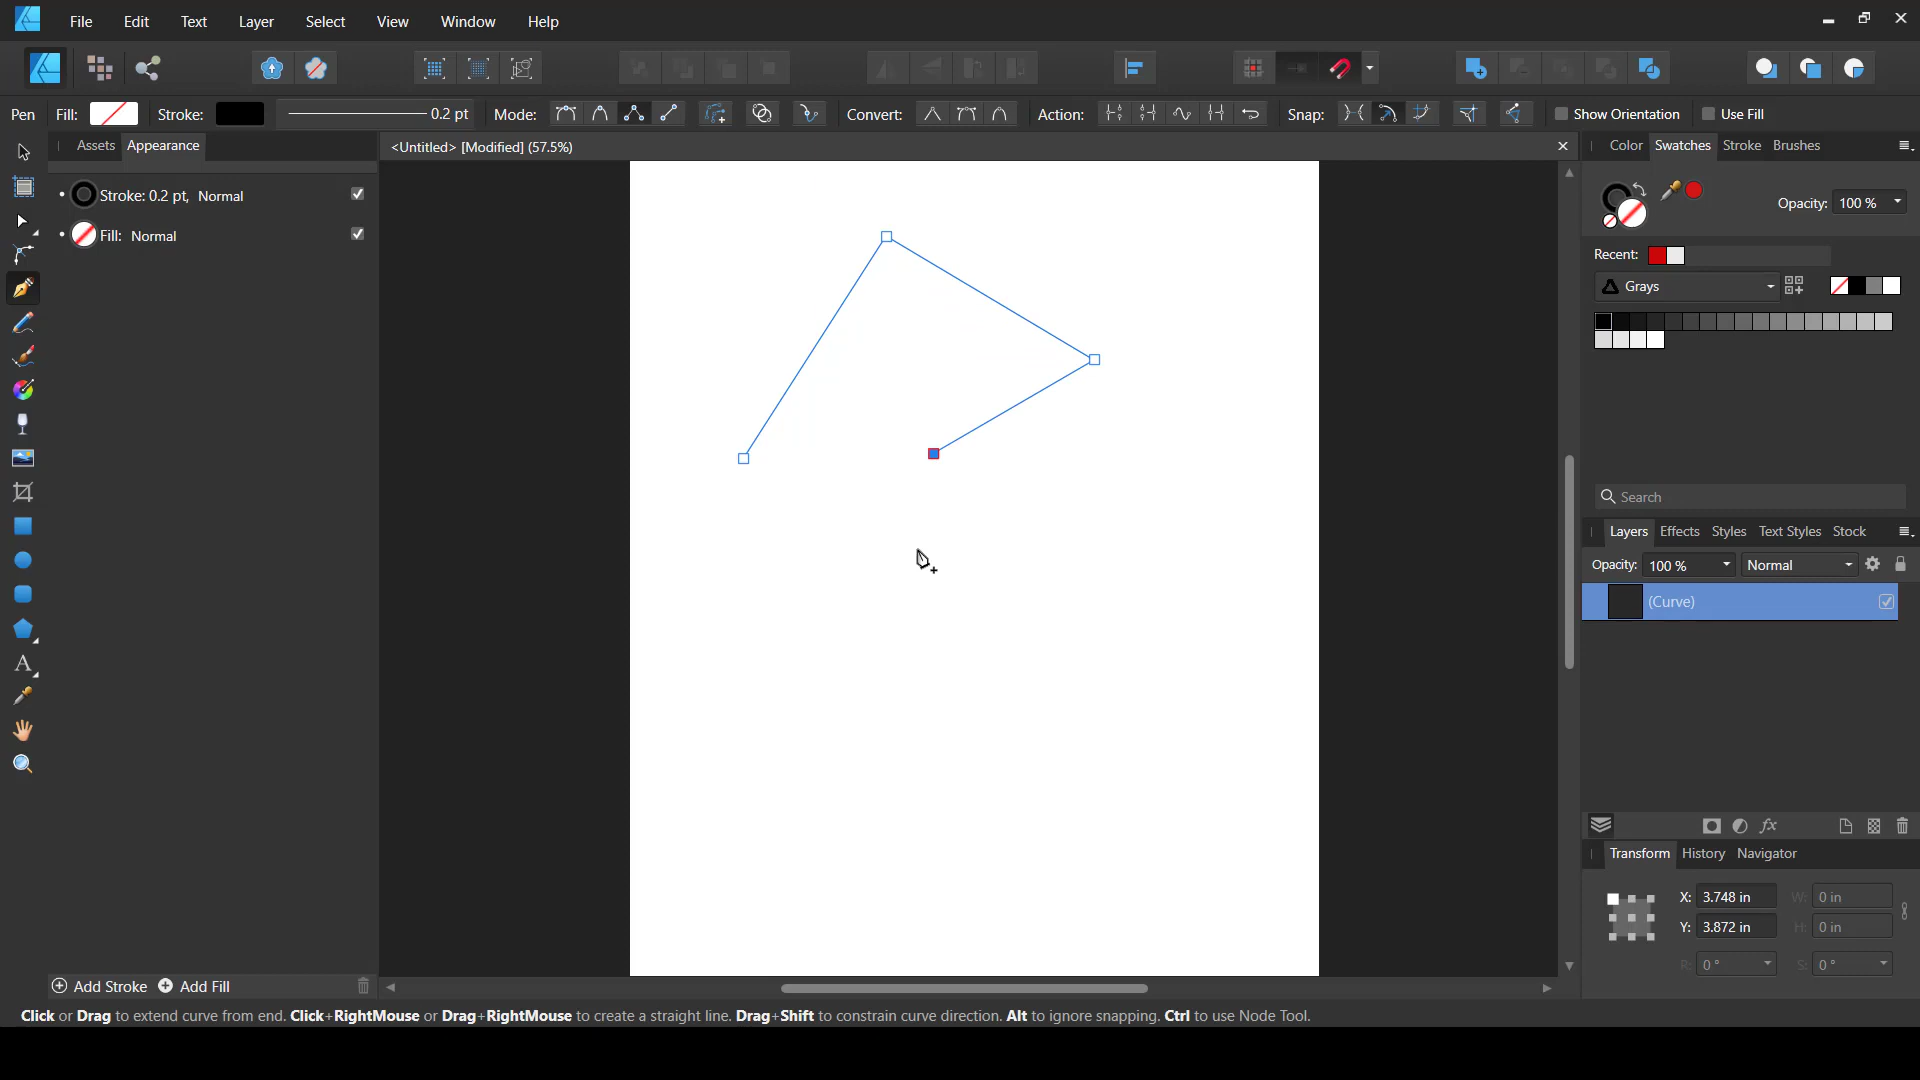 File Edit Text Layer Select View Window Help
Pen Fill: Stroke: 0.2 pt Mode: Convert: Action: Snap: Show Orientation Use Fill
Assets Appearance
<Untitled> [Modified] (57.5%)
Color Swatches Stroke Brushes
Stroke: 0.2 pt, Normal
Fill: Normal
Opacity: 100 %
Recent:
Grays
Search
Layers Effects Styles Text Styles Stock
Opacity: 100 % Normal
(Curve)
fx
Transform History Navigator
X: 3.748 in W: 0 in
Y: 3.872 in H: 0 in
R: 0 ° S: 0 °
Add Stroke Add Fill
Click or Drag to extend curve from end. Click+RightMouse or Drag+RightMouse to create a straight line. Drag+Shift to constrain curve direction. Alt to ignore snapping. Ctrl to use Node Tool.